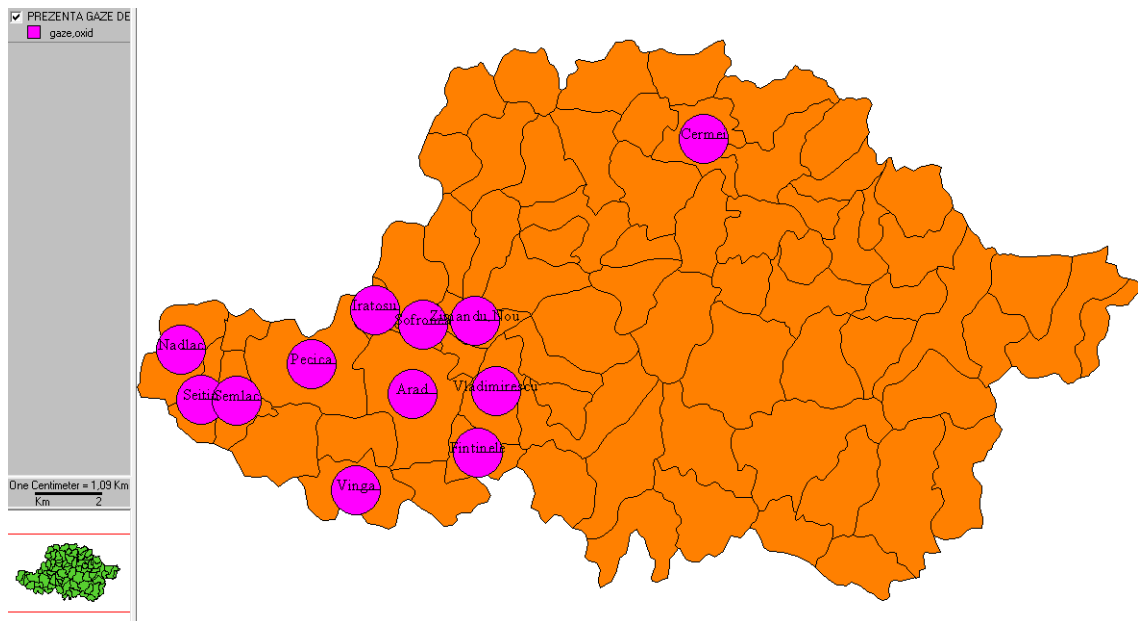 PREZENTA GAZE DE
gaze,oxid
Cermei
Iratosu
Sofronea
Zimandu Nou
Nadlac
Pecica
Seitin
Semlac
Arad
Vladimirescu
Fintinele
Vinga
One Centimeter = 1,09 Km
Km 2